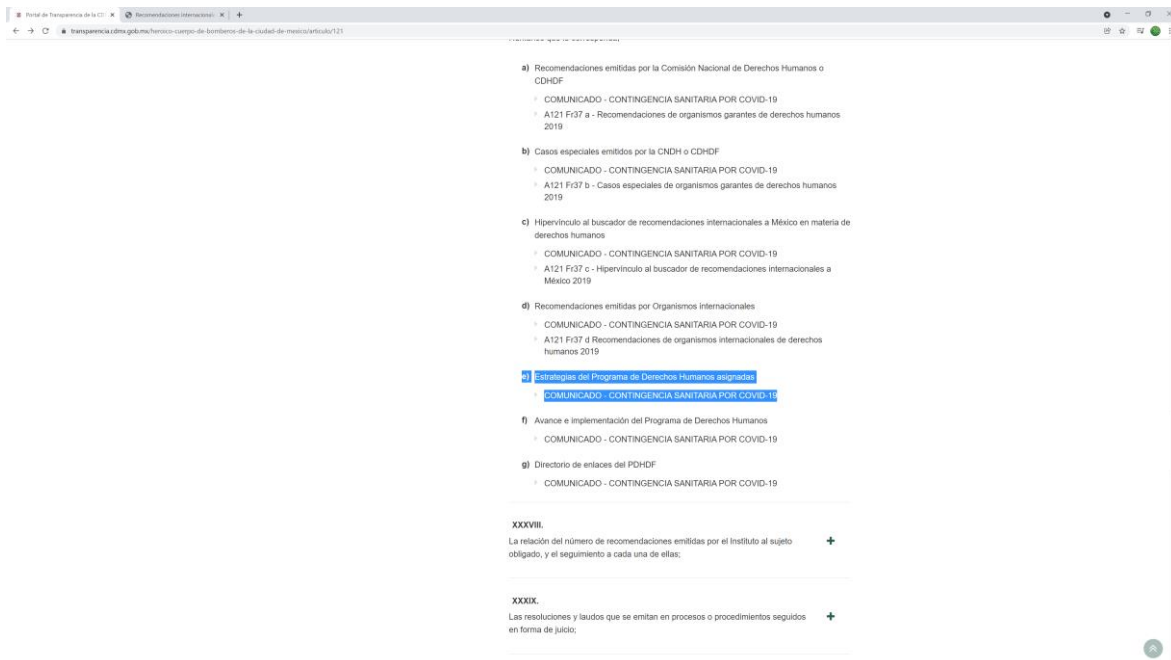 Portal de Transparencia de la CD
Recomendaciones internacionale
transparencia.cdmx.gob.mx/heroico-cuerpo-de-bomberos-de-la-ciudad-de-mexico/articulo/121
a) Recomendaciones emitidas por la Comisión Nacional de Derechos Humanos o
CDHDF
COMUNICADO - CONTINGENCIA SANITARIA POR COVID-19
A121 Fr37 a - Recomendaciones de organismos garantes de derechos humanos
2019
b) Casos especiales emitidos por la CNDH o CDHDF
COMUNICADO - CONTINGENCIA SANITARIA POR COVID-19
A121 Fr37 b - Casos especiales de organismos garantes de derechos humanos
2019
c) Hipervínculo al buscador de recomendaciones internacionales a México en materia de
derechos humanos
COMUNICADO - CONTINGENCIA SANITARIA POR COVID-19
A121 Fr37 c - Hipervínculo al buscador de recomendaciones internacionales a
México 2019
d) Recomendaciones emitidas por Organismos internacionales
COMUNICADO - CONTINGENCIA SANITARIA POR COVID-19
A121 Fr37 d Recomendaciones de organismos internacionales de derechos
humanos 2019
e) Estrategias del Programa de Derechos Humanos asignadas
COMUNICADO - CONTINGENCIA SANITARIA POR COVID-19
f) Avance e implementación del Programa de Derechos Humanos
COMUNICADO - CONTINGENCIA SANITARIA POR COVID-19
g) Directorio de enlaces del PDHDF
COMUNICADO - CONTINGENCIA SANITARIA POR COVID-19
XXXVIII.
La relación del número de recomendaciones emitidas por el Instituto al sujeto
obligado, y el seguimiento a cada una de ellas;
XXXIX.
Las resoluciones y laudos que se emitan en procesos o procedimientos seguidos
en forma de juicio;